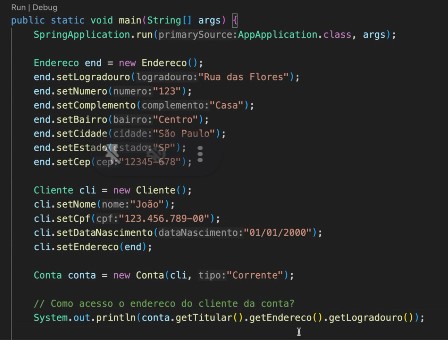 Run | Debug
public static void main(String[] args) {
SpringApplication.run(primarySource:AppApplication.class, args);
Endereco end = new Endereco();
end.setLogradouro(logradouro:"Rua das Flores");
end.setNumero(numero:"123");
end.setComplemento(complemento:"Casa");
end.setBairro(bairro:"Centro");
end.setCidade(cidade:"São Paulo");
end.setEstado(estado:"SP");
end.setCep(cep:"12345-678");
Cliente cli = new Cliente();
cli.setNome(nome:"João");
cli.setCpf(cpf:"123.456.789-00");
cli.setDataNascimento(dataNascimento:"01/01/2000");
cli.setEndereco(end);
Conta conta = new Conta(cli, tipo:"Corrente");
// Como acesso o endereco do cliente da conta?
System.out.println(conta.getTitular().getEndereco().getLogradouro());